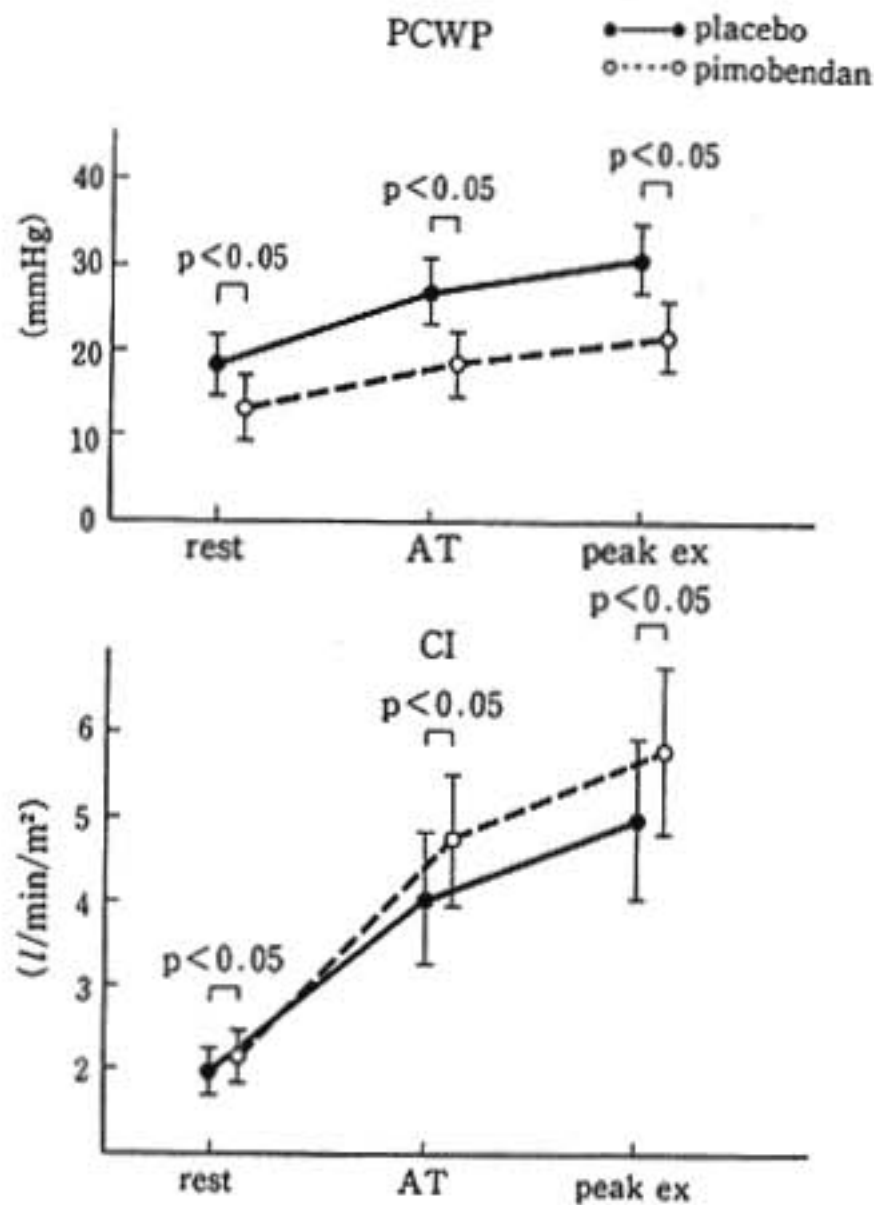 PCWP
placebo
pimobendan
(mmHg)
40
30
20
10
0
p<0.05
p<0.05
p<0.05
rest AT peak ex
CI
(l/min/m²)
6
5
4
3
2
p<0.05
p<0.05
p<0.05
rest AT peak ex